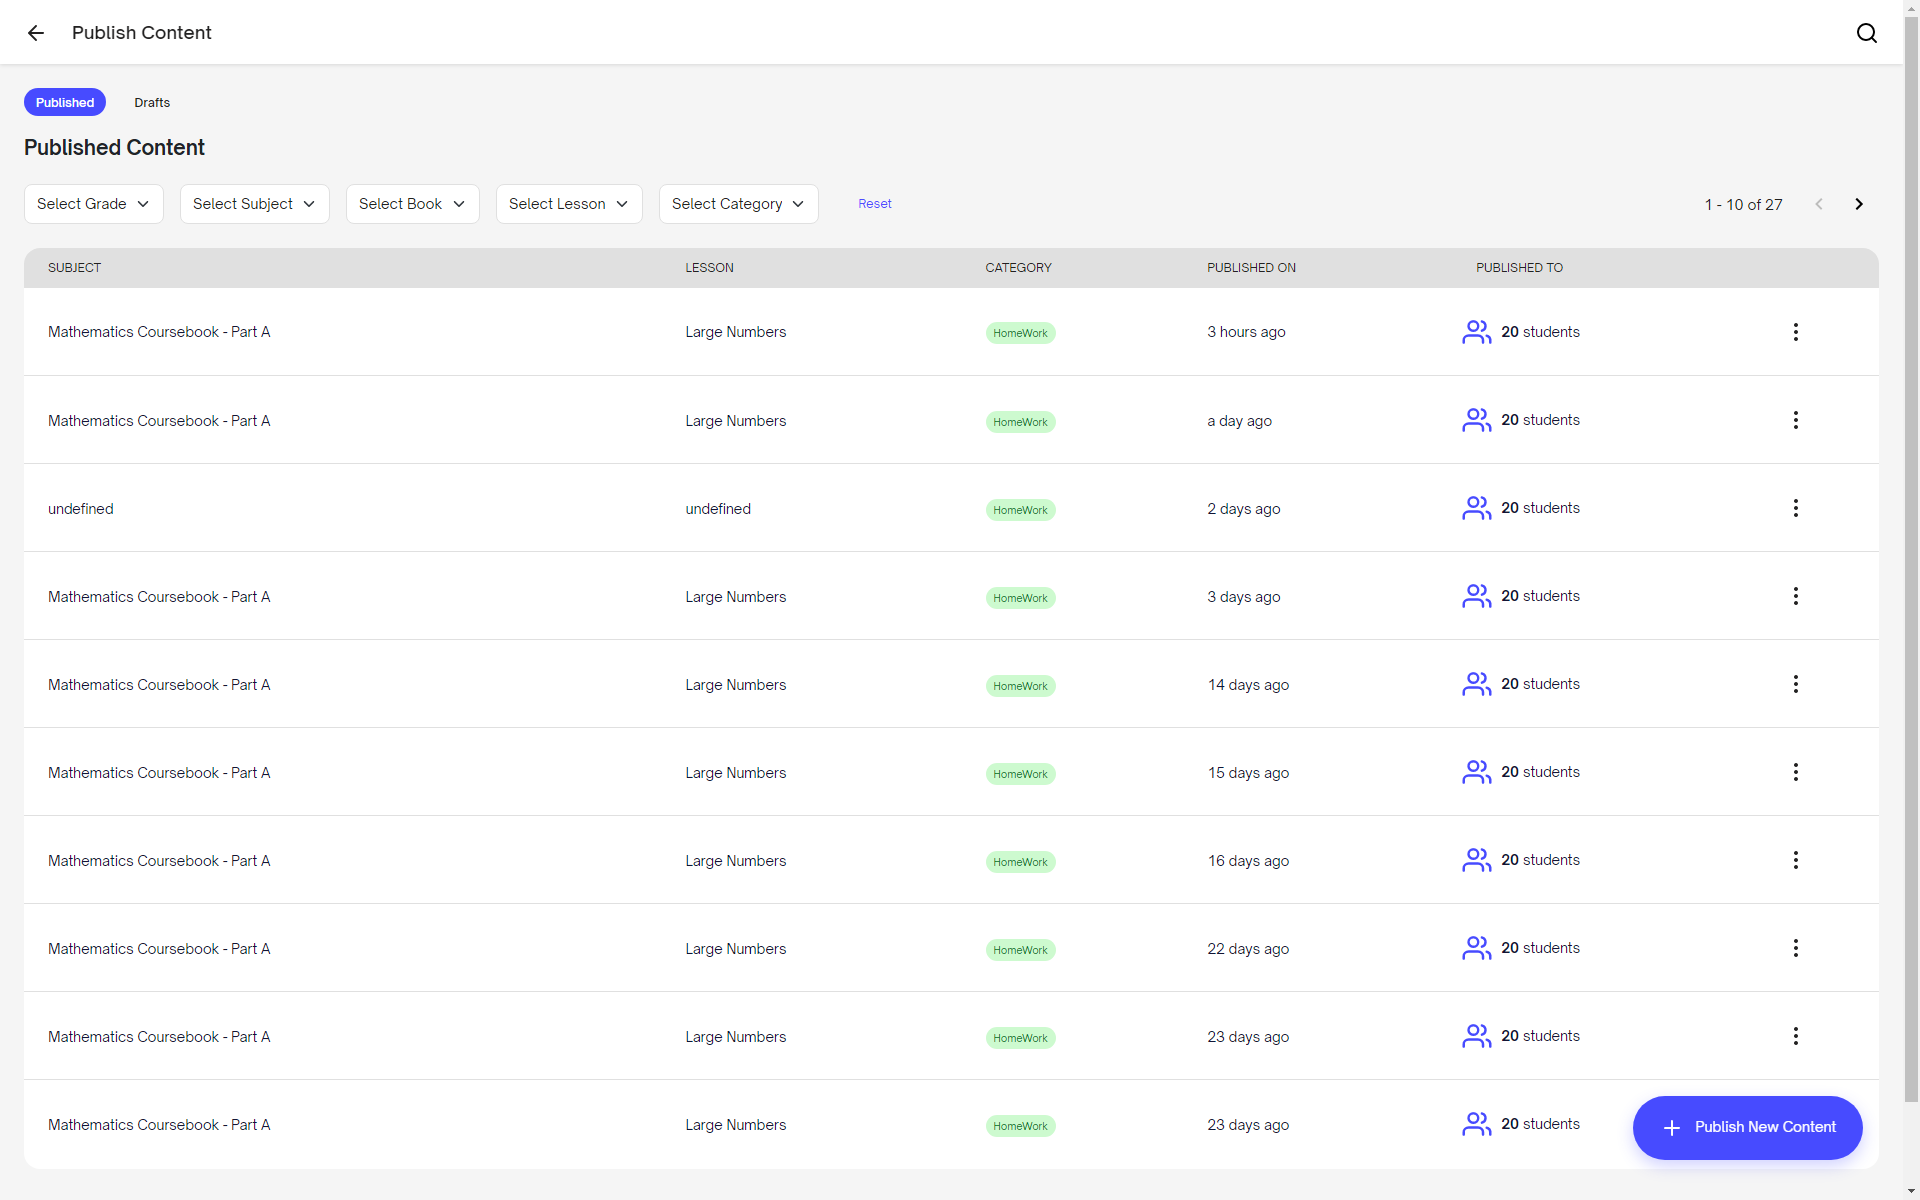 Publish Content
Published Drafts
Published Content
Select Grade Select Subject Select Book Select Lesson Select Category Reset 1 - 10 of 27
SUBJECT LESSON CATEGORY PUBLISHED ON PUBLISHED TO
Mathematics Coursebook - Part A Large Numbers HomeWork 3 hours ago 20 students
Mathematics Coursebook - Part A Large Numbers HomeWork a day ago 20 students
undefined undefined HomeWork 2 days ago 20 students
Mathematics Coursebook - Part A Large Numbers HomeWork 3 days ago 20 students
Mathematics Coursebook - Part A Large Numbers HomeWork 14 days ago 20 students
Mathematics Coursebook - Part A Large Numbers HomeWork 15 days ago 20 students
Mathematics Coursebook - Part A Large Numbers HomeWork 16 days ago 20 students
Mathematics Coursebook - Part A Large Numbers HomeWork 22 days ago 20 students
Mathematics Coursebook - Part A Large Numbers HomeWork 23 days ago 20 students
Mathematics Coursebook - Part A Large Numbers HomeWork 23 days ago 20 students
Publish New Content